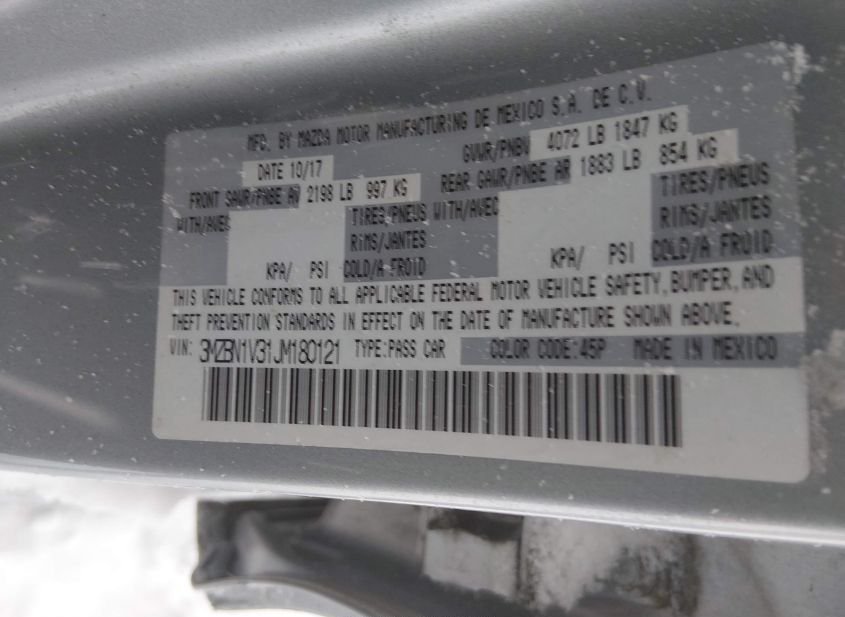 MFD. BY MAZDA MOTOR MANUFACTURING DE MEXICO S.A. DE C.V.
DATE 10/17 GVWR/PNBV 4072 LB 1847 KG
FRONT GAWR/PNBE AV 2198 LB 997 KG REAR GAWR/PNBE AR 1883 LB 854 KG
WITH/AVEC TIRES/PNEUS WITH/AVEC TIRES/PNEUS
RIMS/JANTES RIMS/JANTES
KPA/ PSI COLD/A FROID KPA/ PSI COLD/A FROID
THIS VEHICLE CONFORMS TO ALL APPLICABLE FEDERAL MOTOR VEHICLE SAFETY, BUMPER, AND
THEFT PREVENTION STANDARDS IN EFFECT ON THE DATE OF MANUFACTURE SHOWN ABOVE.
VIN: 3MZBN1V31JM180121 TYPE:PASS CAR COLOR CODE:45P MADE IN MEXICO